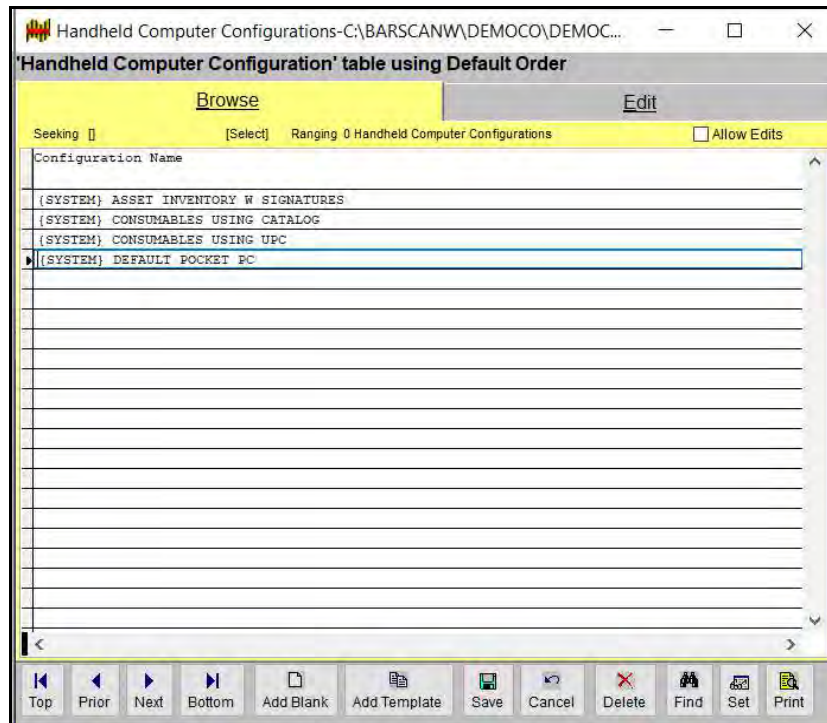 Handheld Computer Configurations-C:\BARSCANW\DEMOCO\DEMOC...
'Handheld Computer Configuration' table using Default Order
Browse Edit
Seeking [] [Select] Ranging 0 Handheld Computer Configurations Allow Edits
Configuration Name
{SYSTEM} ASSET INVENTORY W SIGNATURES
{SYSTEM} CONSUMABLES USING CATALOG
{SYSTEM} CONSUMABLES USING UPC
{SYSTEM} DEFAULT POCKET PC
Top Prior Next Bottom Add Blank Add Template Save Cancel Delete Find Set Print